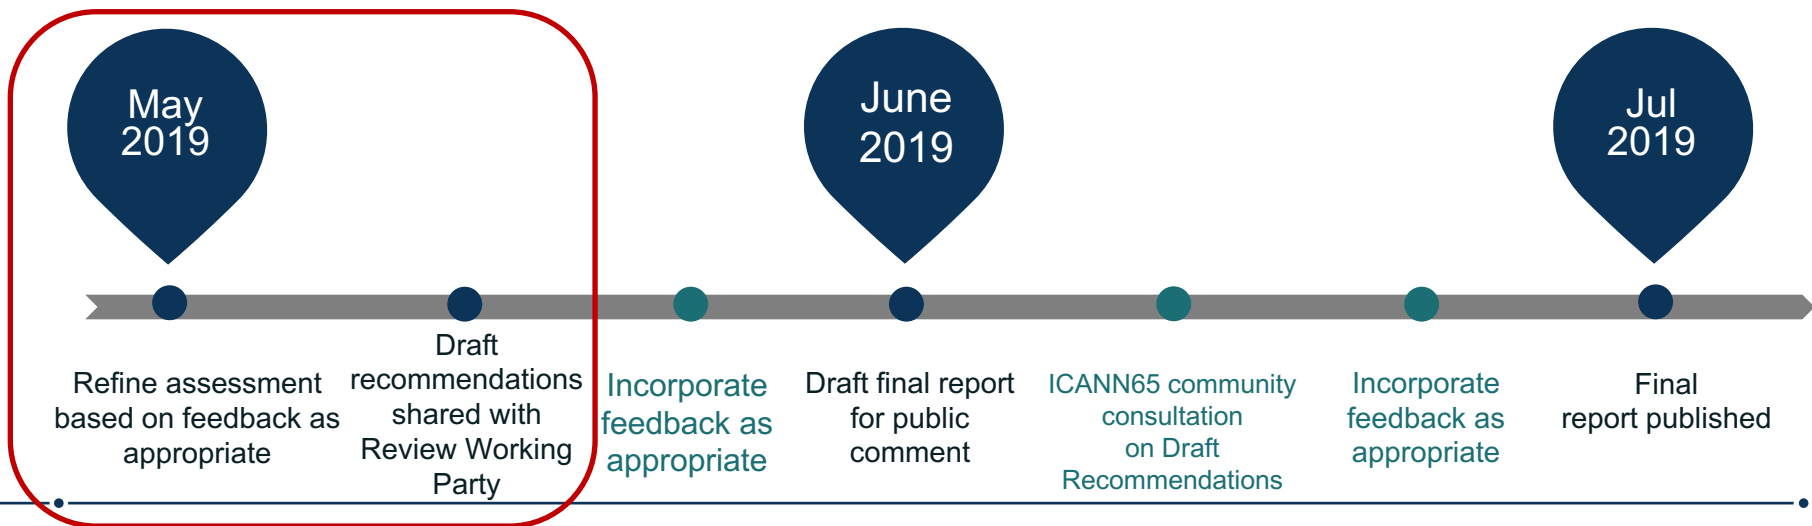 May
2019
June
2019
Jul
2019
Refine assessment
based on feedback as
appropriate
Draft
recommendations
shared with
Review Working
Party
Incorporate
feedback as
appropriate
Draft final report
for public
comment
ICANN65 community
consultation
on Draft
Recommendations
Incorporate
feedback as
appropriate
Final
report published